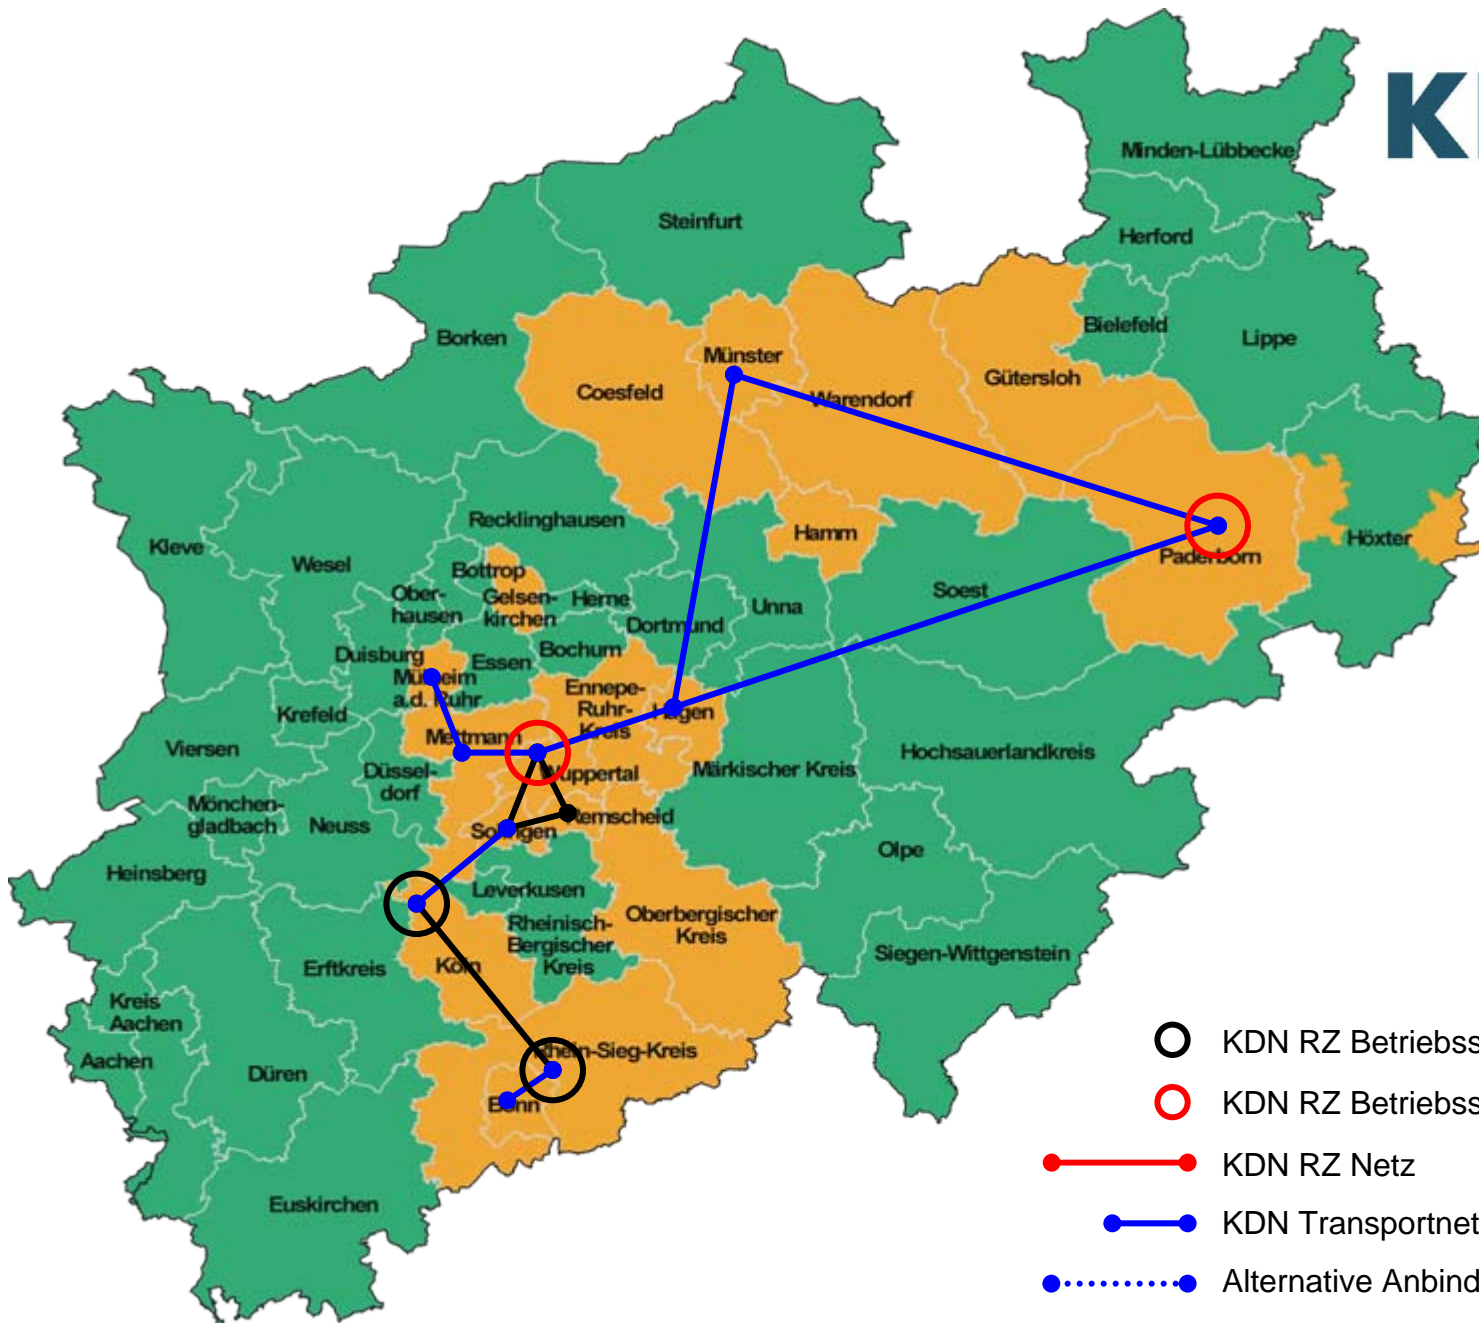 Minden-Lübbecke
Steinfurt
Herford
Bielefeld
Lippe
Borken
Münster
Coesfeld
Warendorf
Gütersloh
Recklinghausen
Hamm
Kleve
Wesel
Höxter
Paderborn
Bottrop
Ober-
hausen
Gelsen-
kirchen
Herne
Dortmund
Unna
Soest
Duisburg
Essen
Bochum
Mülheim
a.d. Ruhr
Ennepe-
Ruhr-
Kreis
Hagen
Krefeld
Viersen
Mettmann
Düssel-
dorf
Wuppertal
Märkischer Kreis
Hochsauerlandkreis
Mönchen-
gladbach
Neuss
Solingen
Remscheid
Olpe
Heinsberg
Leverkusen
Rheinisch-
Bergischer
Kreis
Oberbergischer
Kreis
Siegen-Wittgenstein
Erftkreis
Köln
Kreis
Aachen
Aachen
Düren
Rhein-Sieg-Kreis
Bonn
Euskirchen
KDN RZ Betriebss
KDN RZ Betriebss
KDN RZ Netz
KDN Transportnet
Alternative Anbind